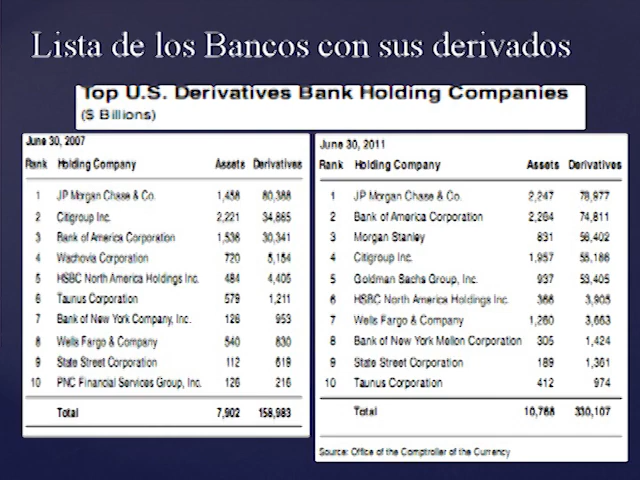 Lista de los Bancos con sus derivados
Top U.S. Derivatives Bank Holding Companies
($ Billions)
June 30, 2007
Rank Holding Company Assets Derivatives
1 JP Morgan Chase & Co. 1,458 80,388
2 Citigroup Inc. 2,221 34,865
3 Bank of America Corporation 1,536 30,341
4 Wachovia Corporation 720 5,154
5 HSBC North America Holdings Inc. 484 4,405
6 Taunus Corporation 579 1,211
7 Bank of New York Company, Inc. 126 953
8 Wells Fargo & Company 540 830
9 State Street Corporation 112 619
10 PNC Financial Services Group, Inc. 126 216
Total 7,902 158,983
June 30, 2011
Rank Holding Company Assets Derivatives
1 JP Morgan Chase & Co. 2,247 78,977
2 Bank of America Corporation 2,264 74,811
3 Morgan Stanley 831 56,402
4 Citigroup Inc. 1,957 55,186
5 Goldman Sachs Group, Inc. 937 53,405
6 HSBC North America Holdings Inc. 366 3,905
7 Wells Fargo & Company 1,260 3,663
8 Bank of New York Mellon Corporation 305 1,424
9 State Street Corporation 189 1,361
10 Taunus Corporation 412 974
Total 10,768 330,107
Source: Office of the Comptroller of the Currency